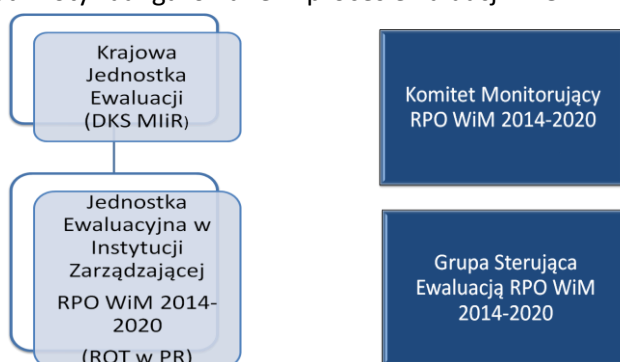 Krajowa
Jednostka
Ewaluacji
(DKS MIiR)
Jednostka
Ewaluacyjna w
Instytucji
Zarządzającej
RPO WiM 2014-
2020
(ROT w PR)
Komitet Monitorujący
RPO WiM 2014-2020
Grupa Sterująca
Ewaluacją RPO WiM
2014-2020